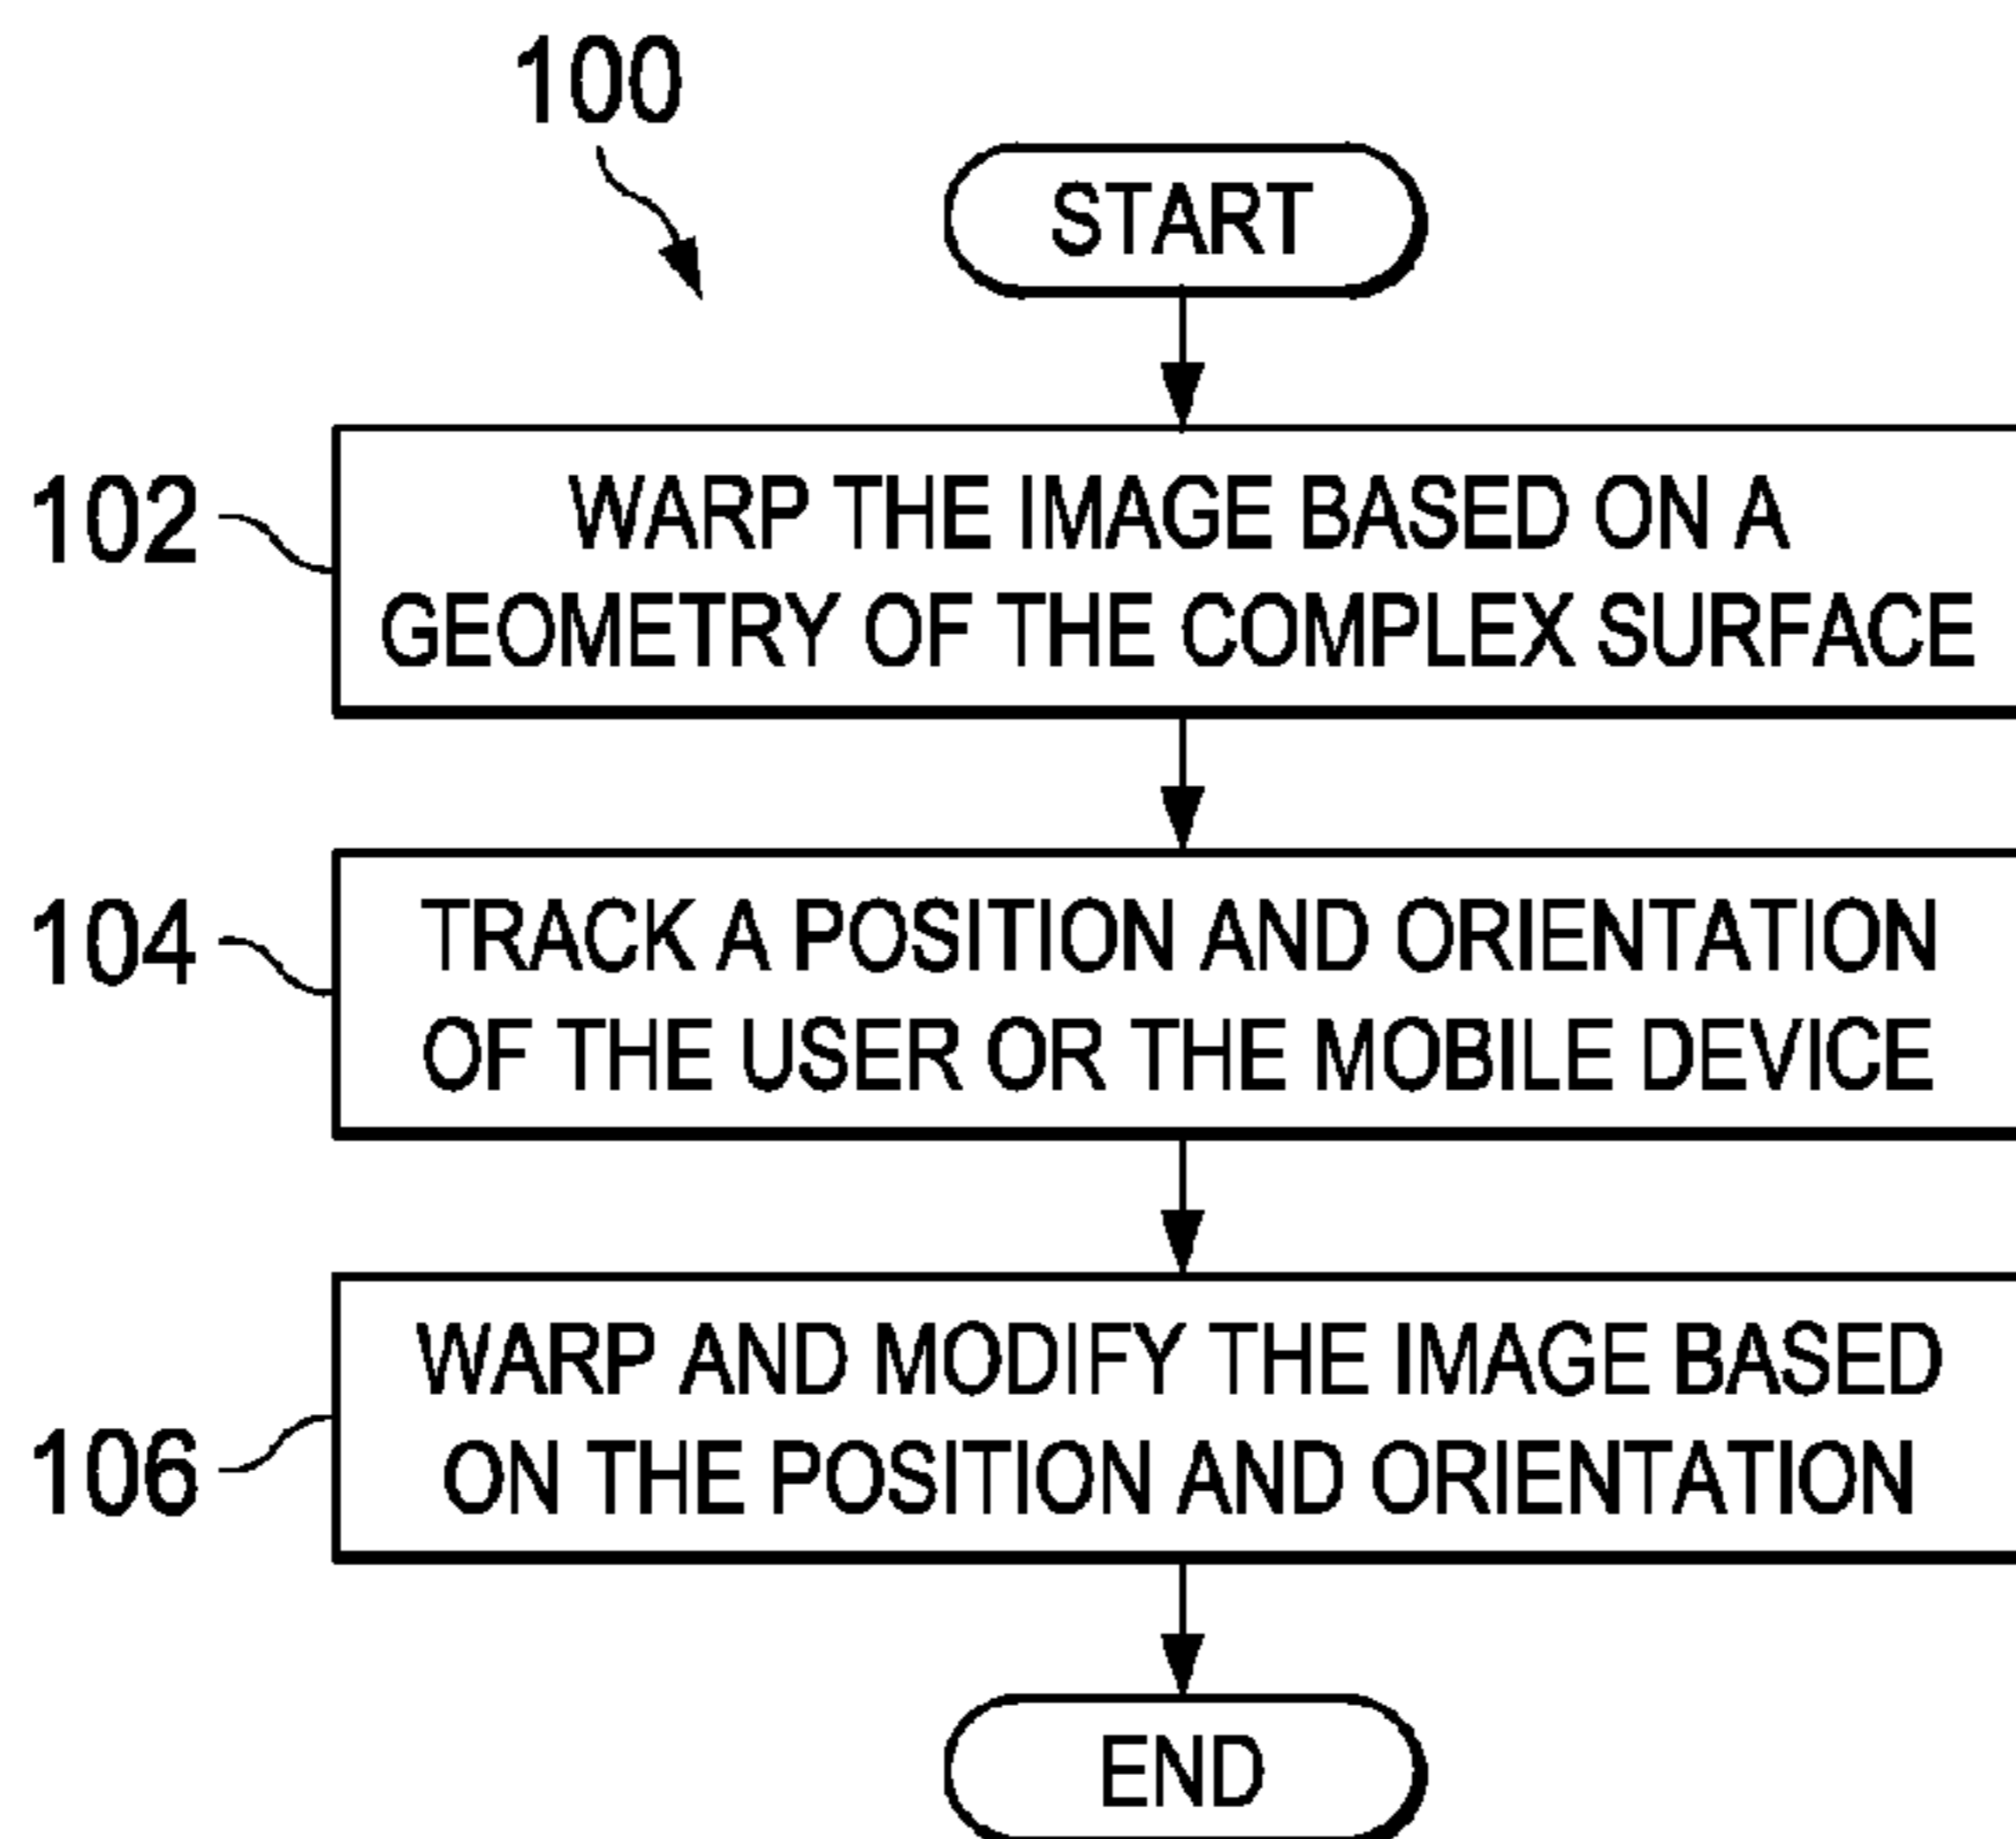 100
START
102
WARP THE IMAGE BASED ON A
GEOMETRY OF THE COMPLEX SURFACE
104
TRACK A POSITION AND ORIENTATION
OF THE USER OR THE MOBILE DEVICE
106
WARP AND MODIFY THE IMAGE BASED
ON THE POSITION AND ORIENTATION
END